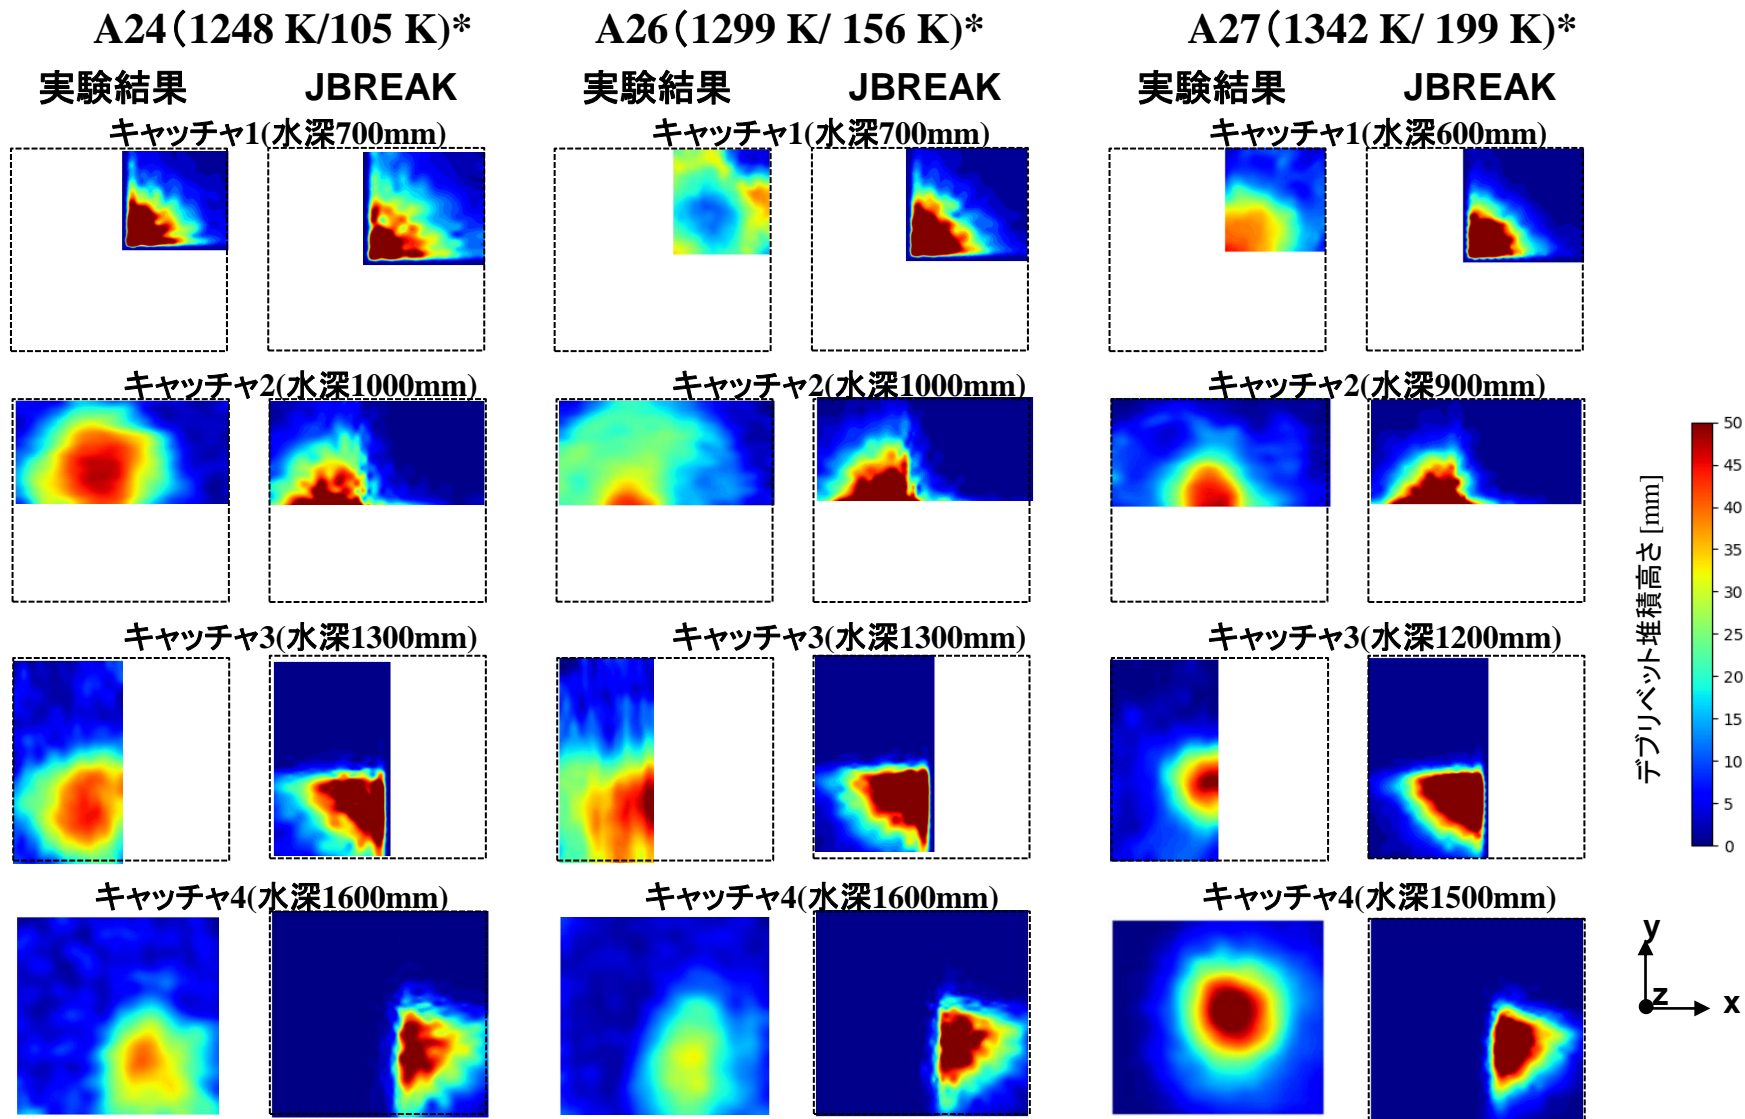 A24（1248 K/105 K)* A26（1299 K/ 156 K)* A27（1342 K/ 199 K)*
実験結果 JBREAK 実験結果 JBREAK 実験結果 JBREAK
キャッチャ1(水深700mm) キャッチャ1(水深700mm) キャッチャ1(水深600mm)
キャッチャ2(水深1000mm) キャッチャ2(水深1000mm) キャッチャ2(水深900mm)
キャッチャ3(水深1300mm) キャッチャ3(水深1300mm) キャッチャ3(水深1200mm)
キャッチャ4(水深1600mm) キャッチャ4(水深1600mm) キャッチャ4(水深1500mm)
デブリベット堆積高さ [mm]
50
45
40
35
30
25
20
15
10
5
0
y
z
x